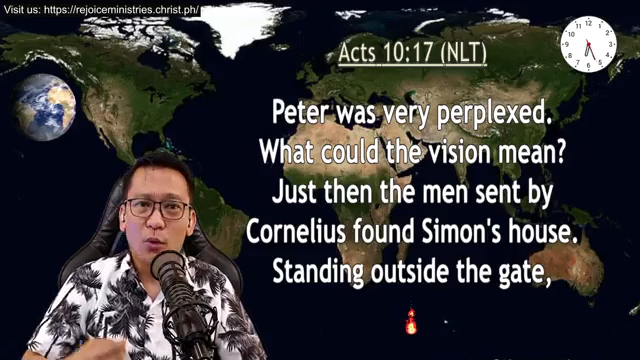 Visit us: https://rejoiceministries.christ.ph/
Acts 10:17 (NLT)
Peter was very perplexed.
What could the vision mean?
Just then the men sent by
Cornelius found Simon's house.
Standing outside the gate,